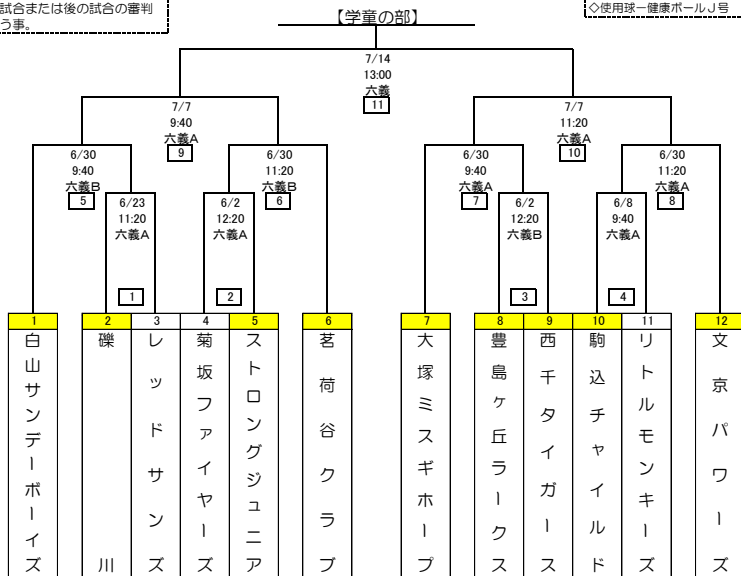 試合または後の試合の審判
う事。
【学童の部】
◇使用球ー健康ボールJ号
7/14
13:00
六義
11
7/7
9:40
六義A
9
7/7
11:20
六義A
10
6/30
9:40
六義B
5
6/30
11:20
六義B
6
6/30
9:40
六義A
7
6/30
11:20
六義A
8
6/23
11:20
六義A
1
6/2
12:20
六義A
2
6/2
12:20
六義B
3
6/8
9:40
六義A
4
1 2 3 4 5 6 7 8 9 10 11 12
白山サンデーボーイズ
礫川
レッドサンズ
菊坂ファイヤーズ
ストロングジュニア
茗荷谷クラブ
大塚ミスギホープ
豊島ヶ丘ラークス
西千タイガース
駒込チャイルド
リトルモンキーズ
文京パワーズ